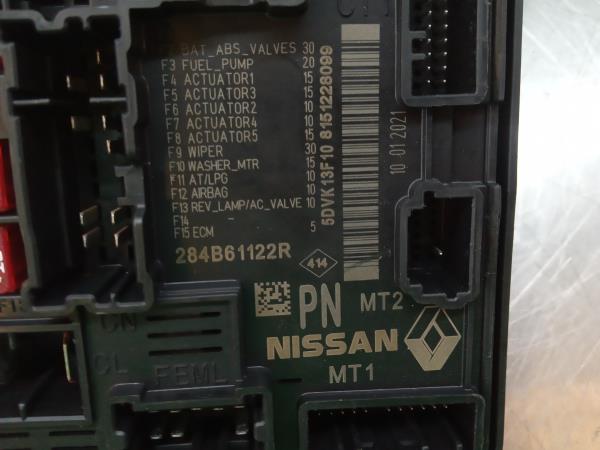 BAT_ABS_VALVES 30
F3 FUEL_PUMP 20
F4 ACTUATOR1 15
F5 ACTUATOR3 15
F6 ACTUATOR2 10
F7 ACTUATOR4 10
F8 ACTUATOR5 15
F9 WIPER 30
F10 WASHER_MTR 15
F11 AT/LPG 10
F12 AIRBAG 10
F13 REV_LAMP/AC_VALVE 10
F14 - -
F15 ECM 5
284B61122R
414
5DVK13F10 8151228099
10 01 2021
PN
MT2
NISSAN
MT1
CN
CL
FEML